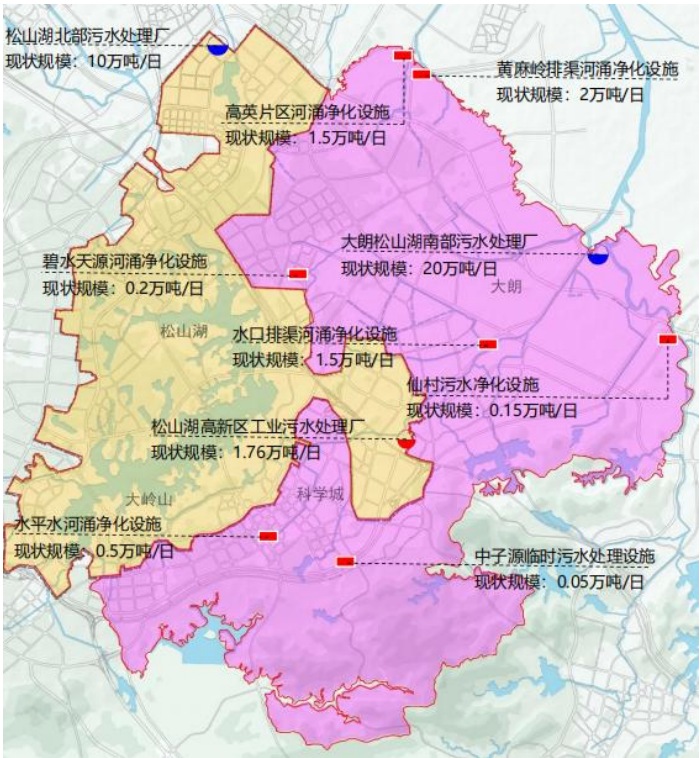 松山湖北部污水处理厂
现状规模：10万吨/日
黄麻岭排渠河涌净化设施
现状规模：2万吨/日
高英片区河涌净化设施
现状规模：1.5万吨/日
大朗松山湖南部污水处理厂
现状规模：20万吨/日
大朗
碧水天源河涌净化设施
现状规模：0.2万吨/日
松山湖
水口排渠河涌净化设施
现状规模：1.5万吨/日
仙村污水净化设施
现状规模：0.15万吨/日
松山湖高新区工业污水处理厂
现状规模：1.76万吨/日
大岭山
科学城
水平水河涌净化设施
现状规模：0.5万吨/日
中子源临时污水处理设施
现状规模：0.05万吨/日